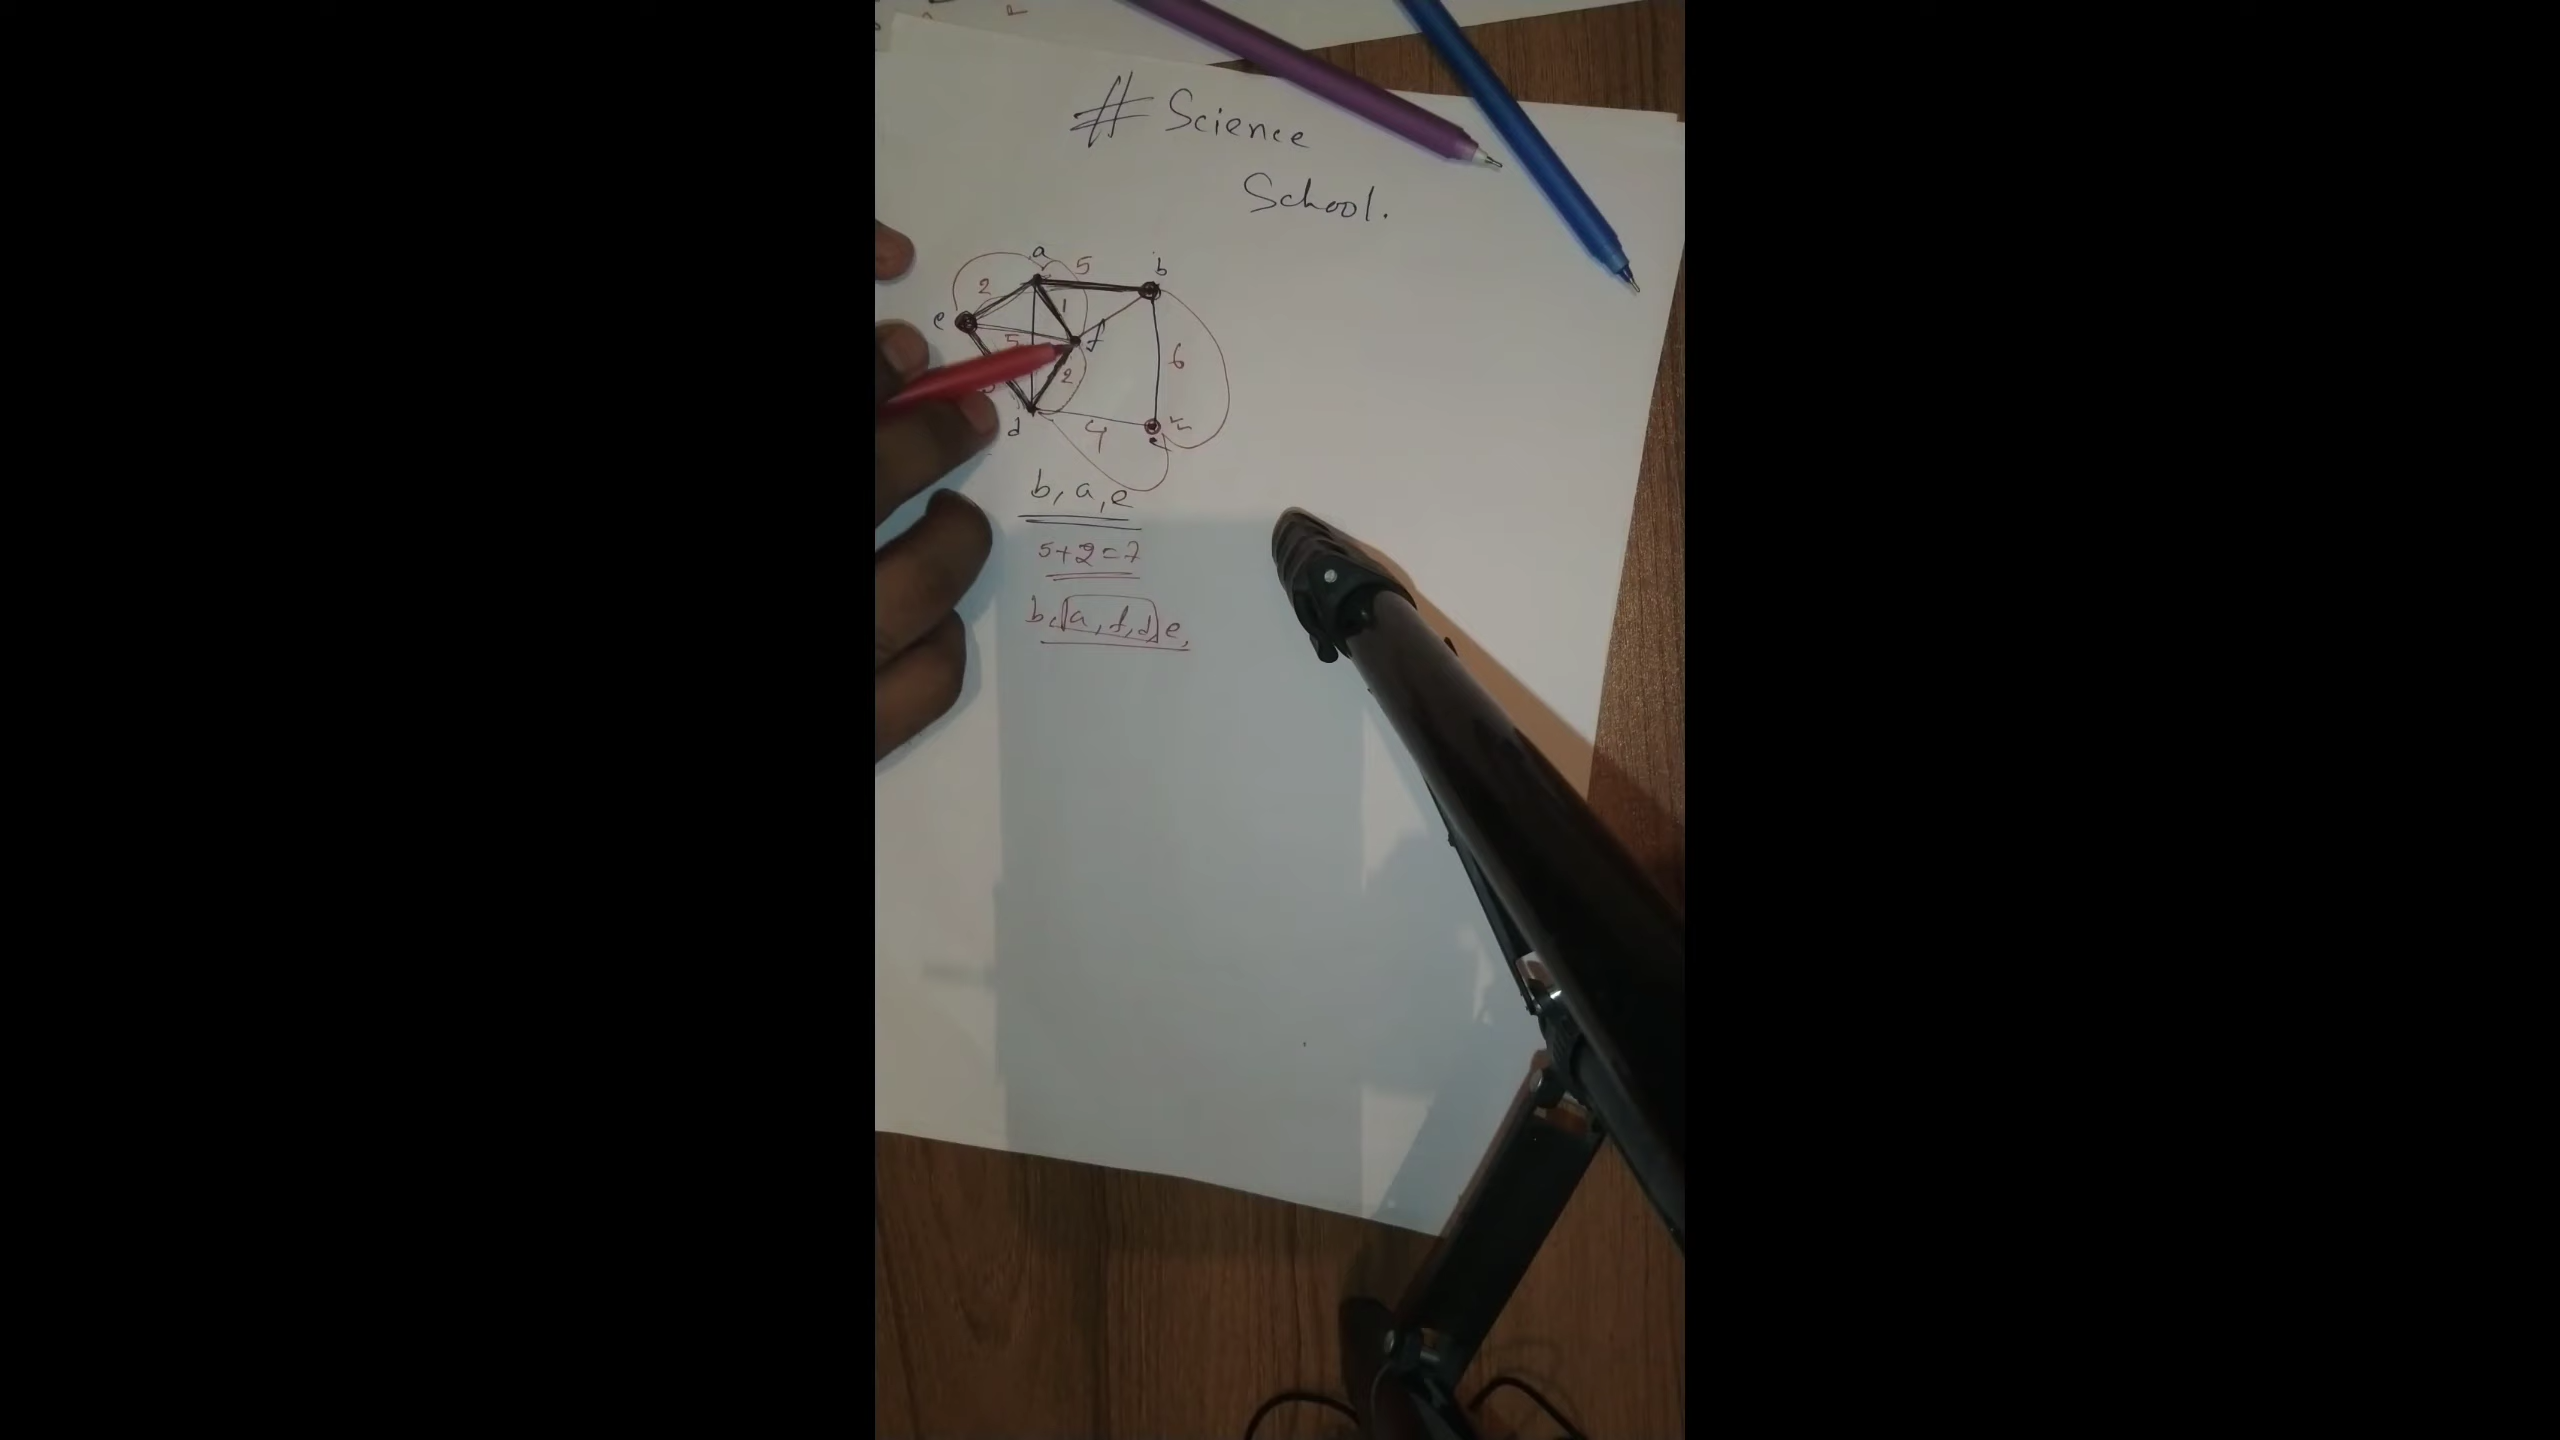 # Science
School.
a
5
b
2
1
e
f
5
6
2
d
4
b, a, e
5+2=7
b, a, f, d, e,